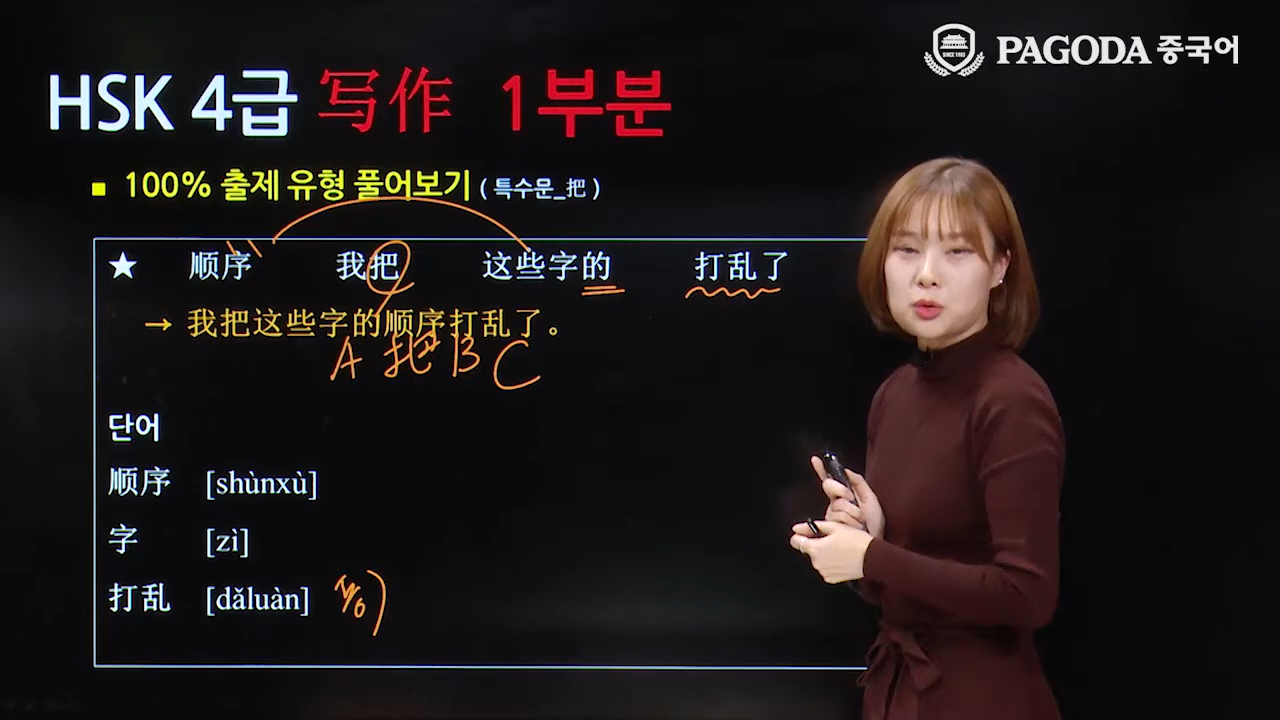 SINCE 1983
PAGODA 중국어
HSK 4급 写作 1부분
■ 100% 출제 유형 풀어보기 ( 특수문_把 )
★ 顺序 我把 这些字的 打乱了
→ 我把这些字的顺序打乱了。
A 把 B C
단어
顺序 [shùnxù]
字 [zì]
打乱 [dǎluàn]